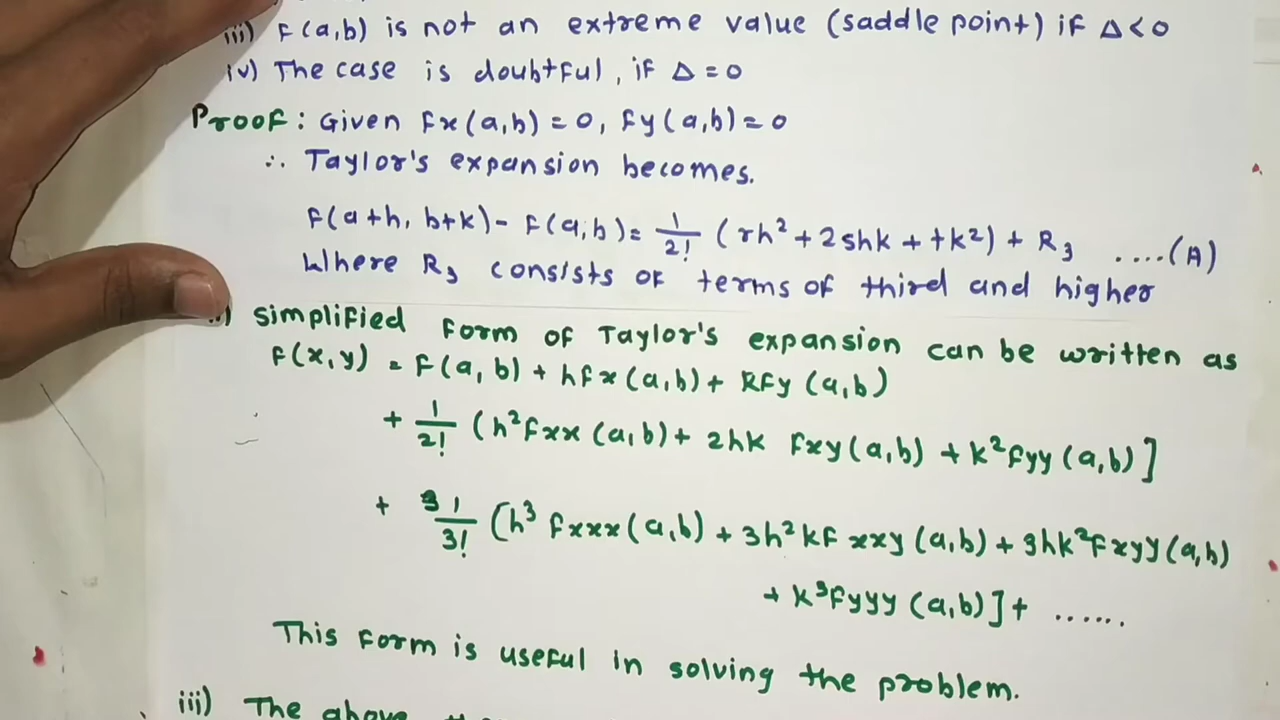 iii) F(a,b) is not an extreme value (saddle point) if Δ<0
iv) The case is doubtful, if Δ=0
Proof: Given Fx(a,b)=0, Fy(a,b)=0
∴ Taylor's expansion becomes.
F(a+h, b+k)- F(a,b)= 1/2! (rh²+2shk+tk²)+R₃ ....(A)
Where R₃ consists of terms of third and higher
ii) simplified Form of Taylor's expansion can be written as
F(x,y) = F(a,b)+hFx(a,b)+kFy(a,b)
+ 1/2! (h²Fxx(a,b)+2hk Fxy(a,b)+k²Fyy(a,b)]
+ 1/3! (h³ Fxxx(a,b)+3h²kF xxy(a,b)+3hk²Fxyy(a,b)
+ k³Fyyy(a,b)]+ ......
This Form is useful in solving the problem.
iii) The above